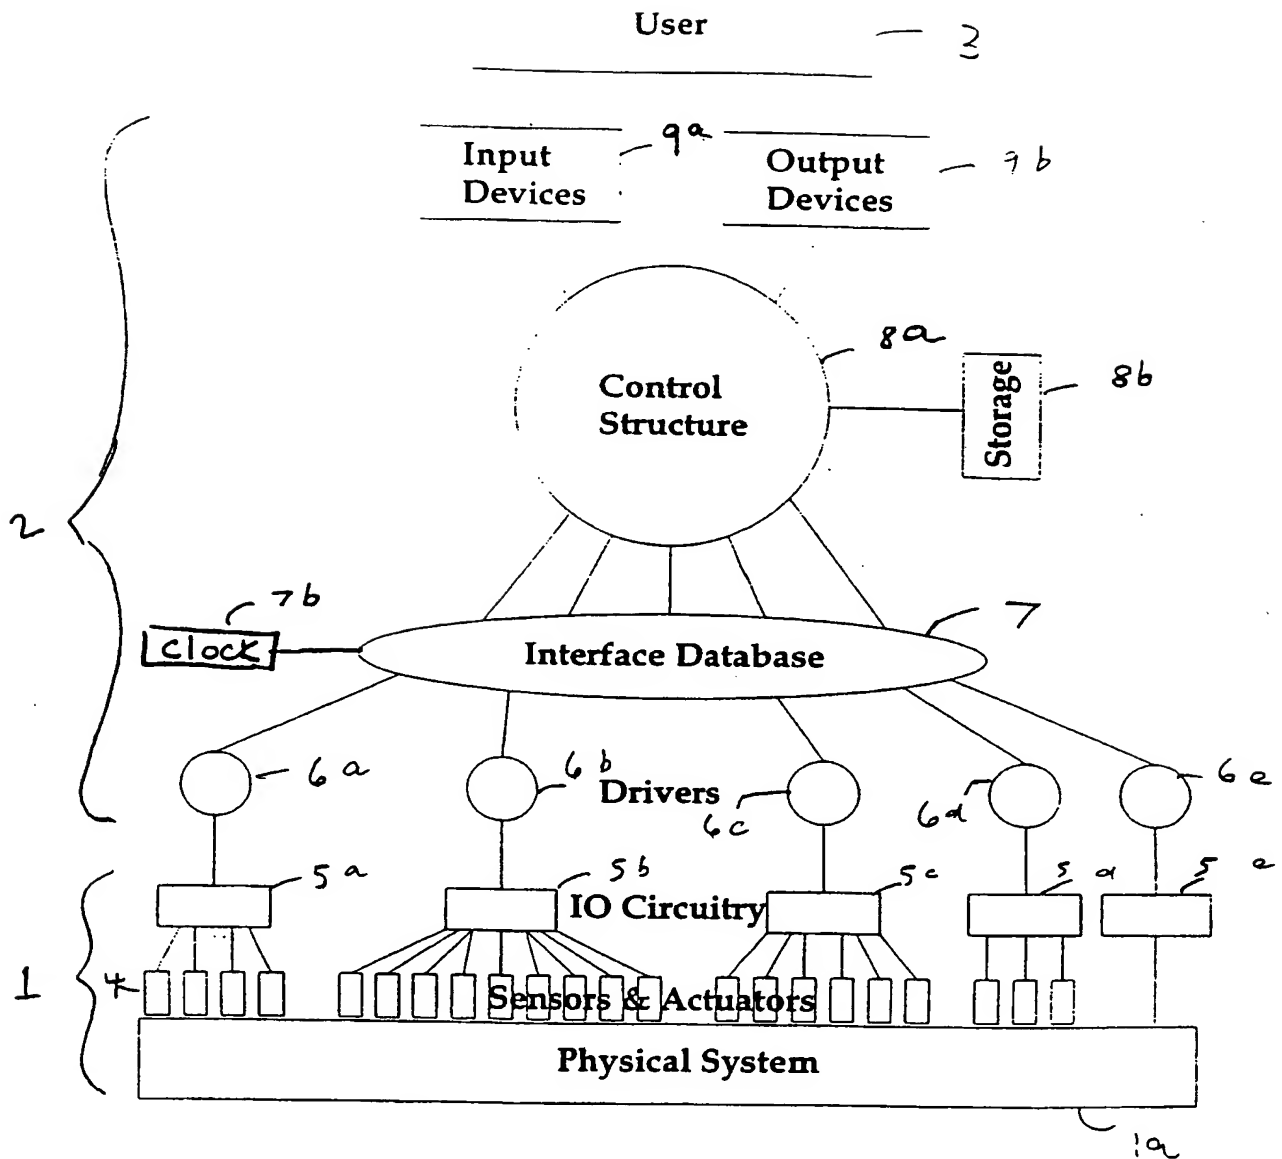 User 3
9a
Input Devices
Output Devices 9b
8a
Control Structure
Storage
8b
2
7b
7
Clock
Interface Database
6a
6b
Drivers
6c
6d
6e
5a
5b
IO Circuitry
5c
5d
5e
1
4
Sensors & Actuators
Physical System
1a